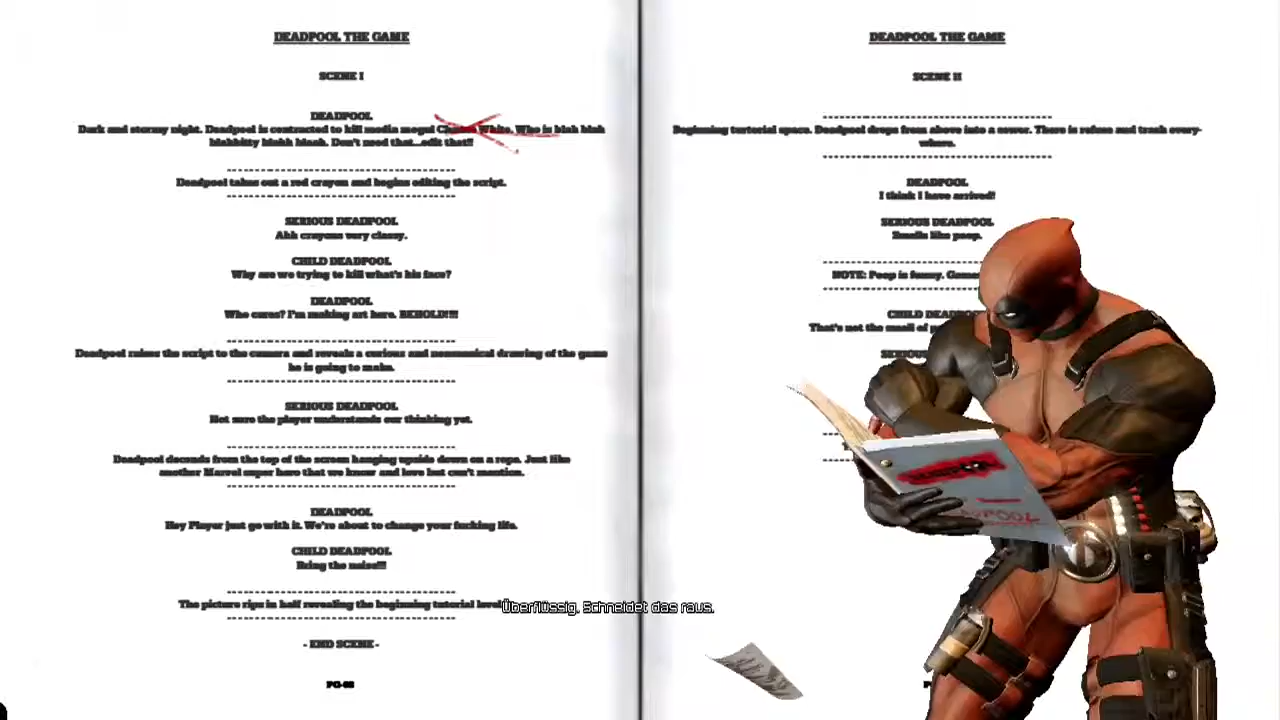 DEADPOOL THE GAME
SCENE I
DEADPOOL
Dark and stormy night. Deadpool is contracted to kill media mogul White. Who is blah blah
blabbitty blahh blaah. Don't need that...edit that!!
Deadpool takes out a red crayon and begins editing the script.
SERIOUS DEADPOOL
Ahh crayons very classy.
CHILD DEADPOOL
Why are we trying to kill what's his face?
DEADPOOL
Who cares? I'm making art here. BEHOLD!!!!
Deadpool raises the script to the camera and reveals a curious and nonsensical drawing of the game
he is going to make.
SERIOUS DEADPOOL
Not sure the player understands our thinking yet.
Deadpool descends from the top of the screen hanging upside down on a rope. Just like
another Marvel super hero that we know and love but can't mention.
DEADPOOL
Hey Player just go with it. We're about to change your fucking life.
CHILD DEADPOOL
Bring the noise!!!
The picture rips in half revealing the beginning tutorial level
- END SCENE -
DEADPOOL THE GAME
SCENE II
Beginning tutorial space. Deadpool drops from above into a sewer. There is refuse and trash every-
where.
DEADPOOL
I think I have arrived!
SERIOUS DEADPOOL
Smells like poop.
NOTE: Poop is funny.
CHILD
That's not the smell of
DEADPOOL
Überflüssig. Schneidet das raus.